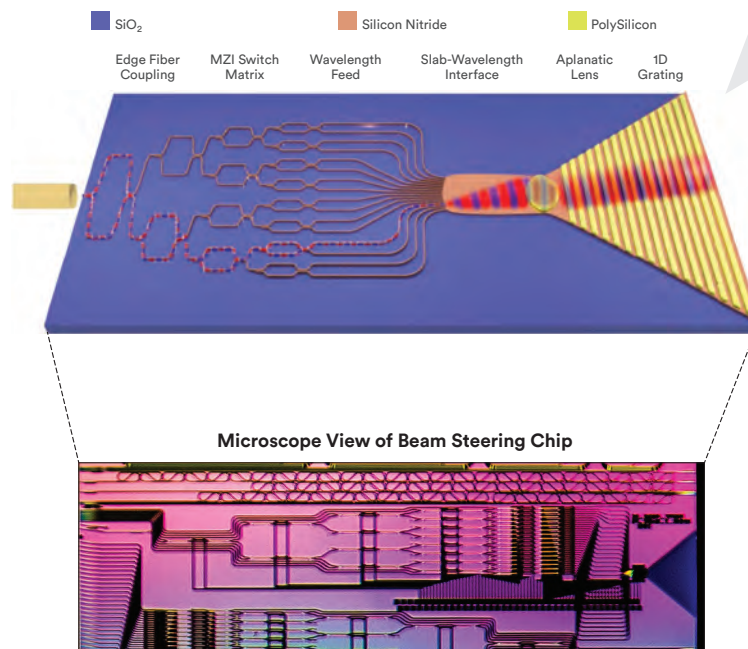 SiO₂
Silicon Nitride
PolySilicon
Edge Fiber
Coupling
MZI Switch
Matrix
Wavelength
Feed
Slab-Wavelength
Interface
Aplanatic
Lens
1D
Grating
Microscope View of Beam Steering Chip